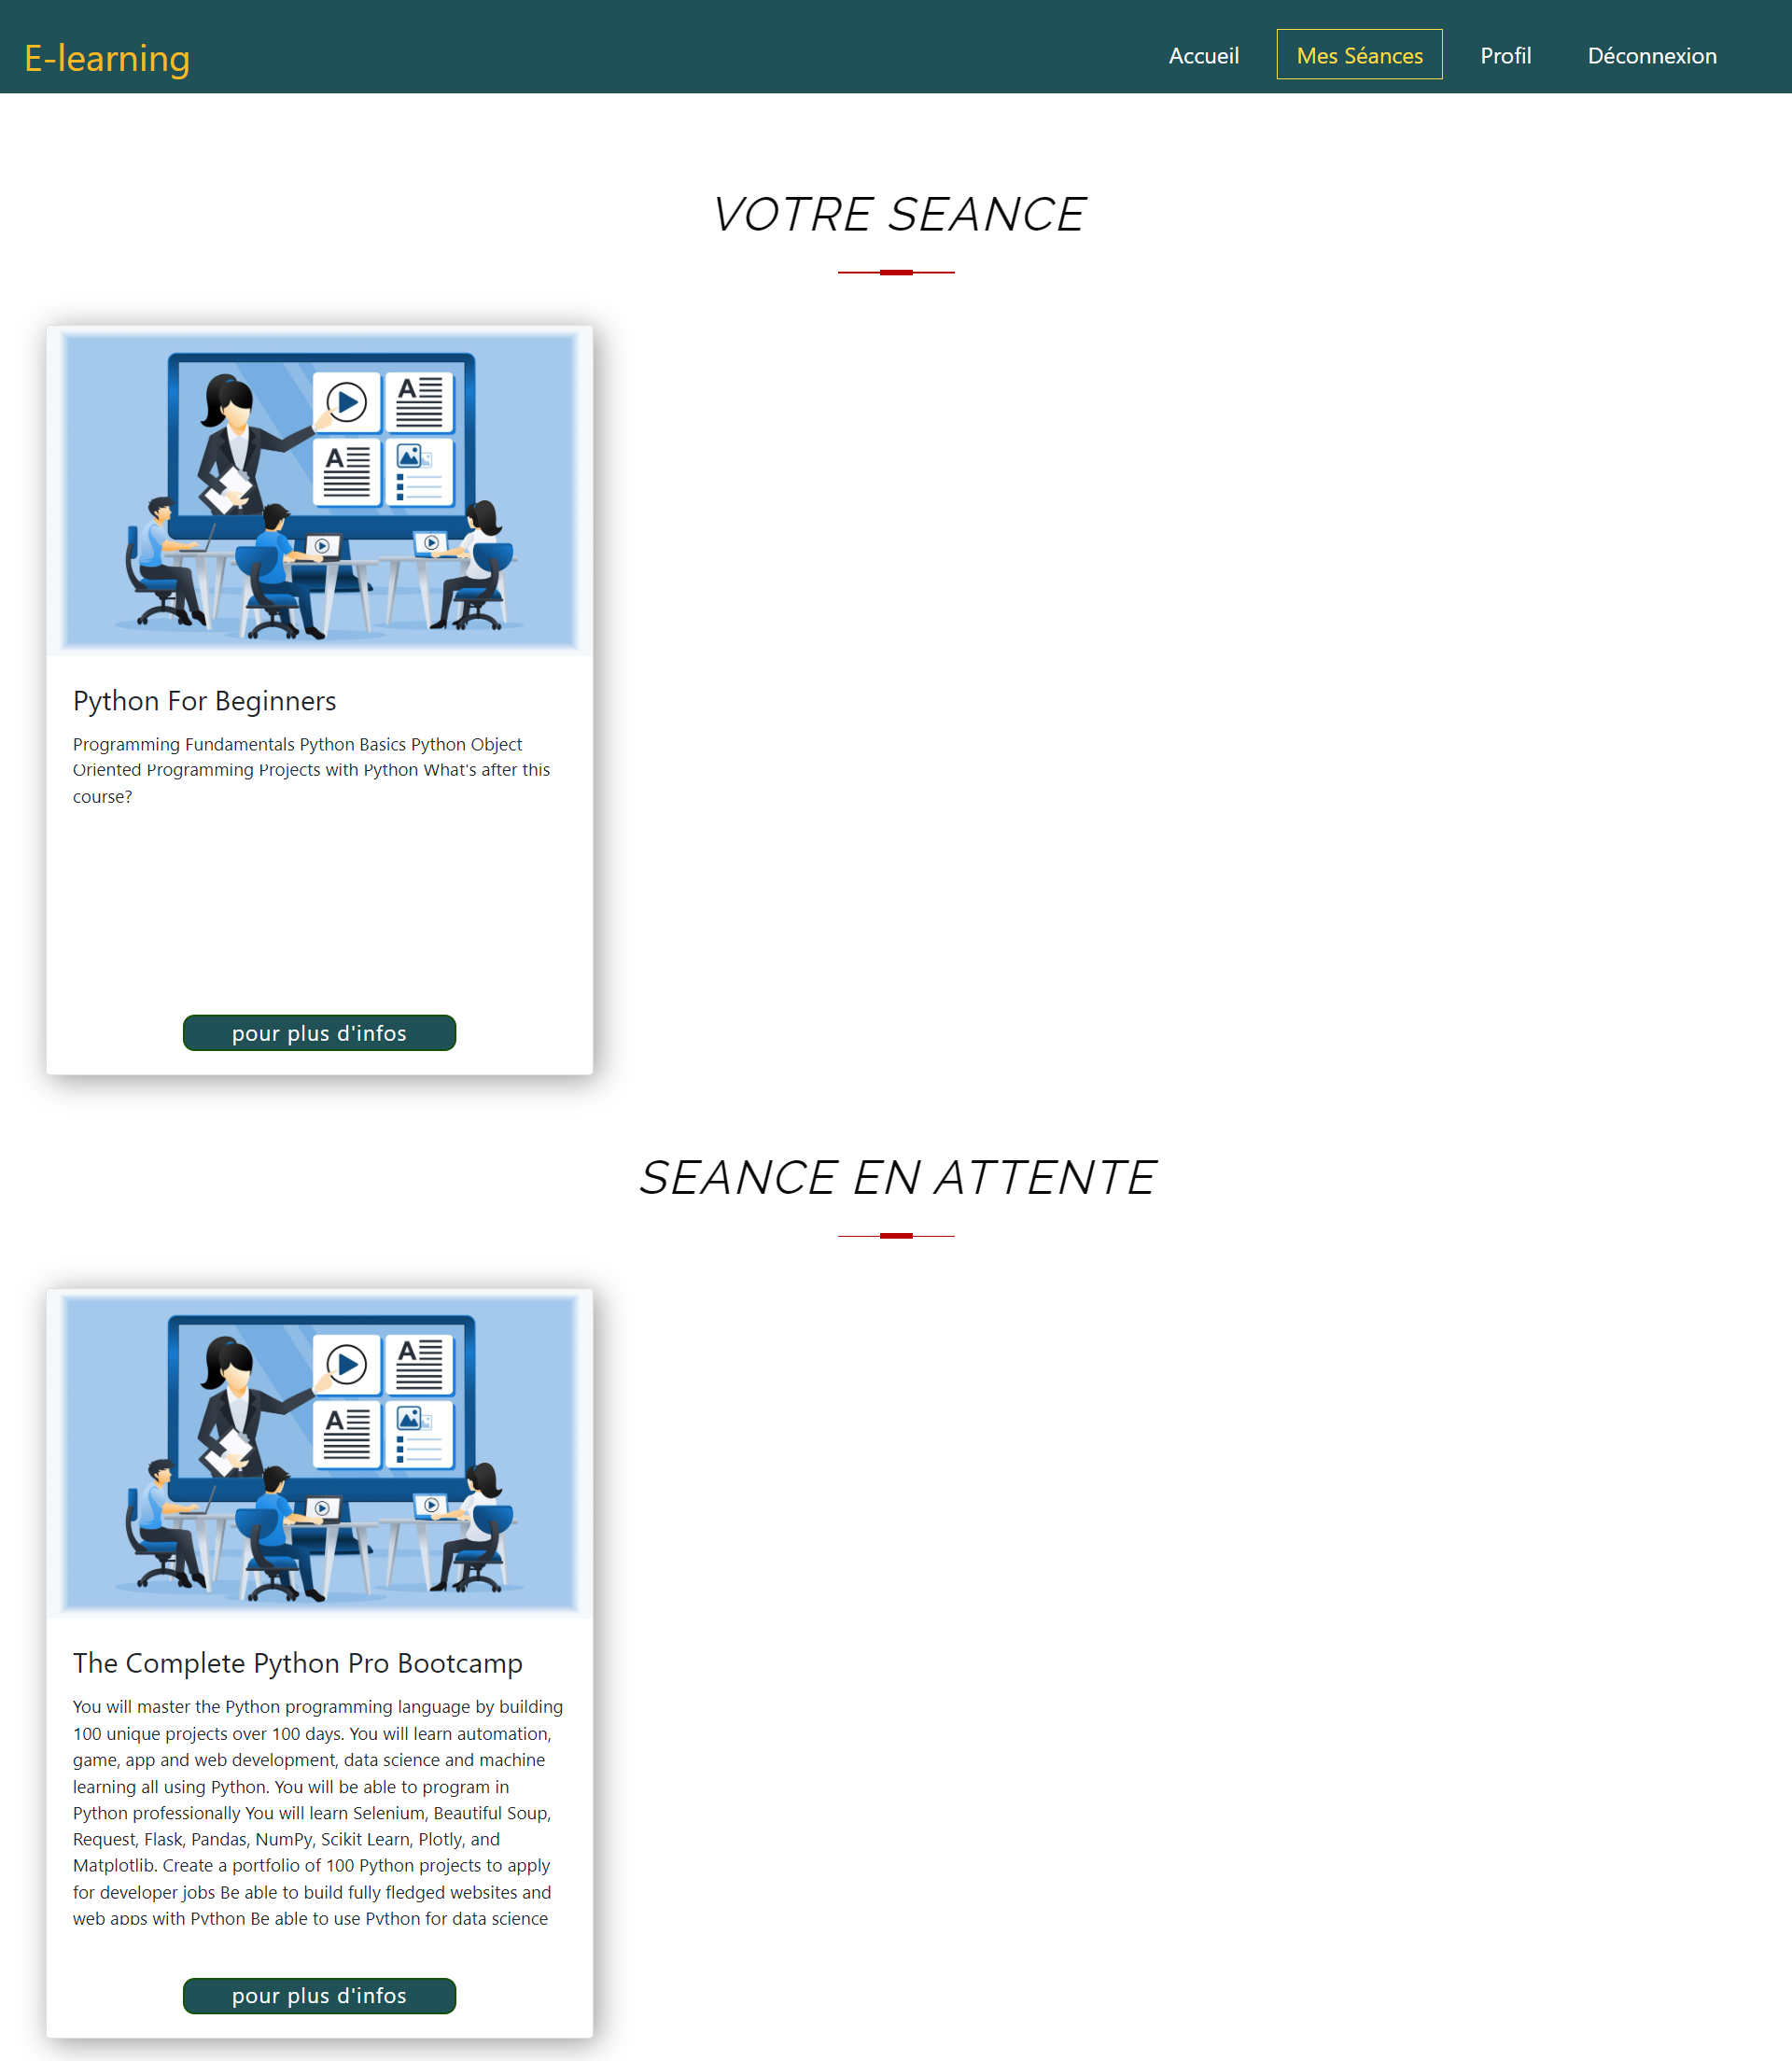 E-learning
Accueil
Mes Séances
Profil
Déconnexion
VOTRE SEANCE
A
A
Python For Beginners
Programming Fundamentals Python Basics Python Object
Oriented Programming Projects with Python What's after this
course?
pour plus d'infos
SEANCE EN ATTENTE
A
A
The Complete Python Pro Bootcamp
You will master the Python programming language by building
100 unique projects over 100 days. You will learn automation,
game, app and web development, data science and machine
learning all using Python. You will be able to program in
Python professionally You will learn Selenium, Beautiful Soup,
Request, Flask, Pandas, NumPy, Scikit Learn, Plotly, and
Matplotlib. Create a portfolio of 100 Python projects to apply
for developer jobs Be able to build fully fledged websites and
web apps with Python Be able to use Python for data science
pour plus d'infos